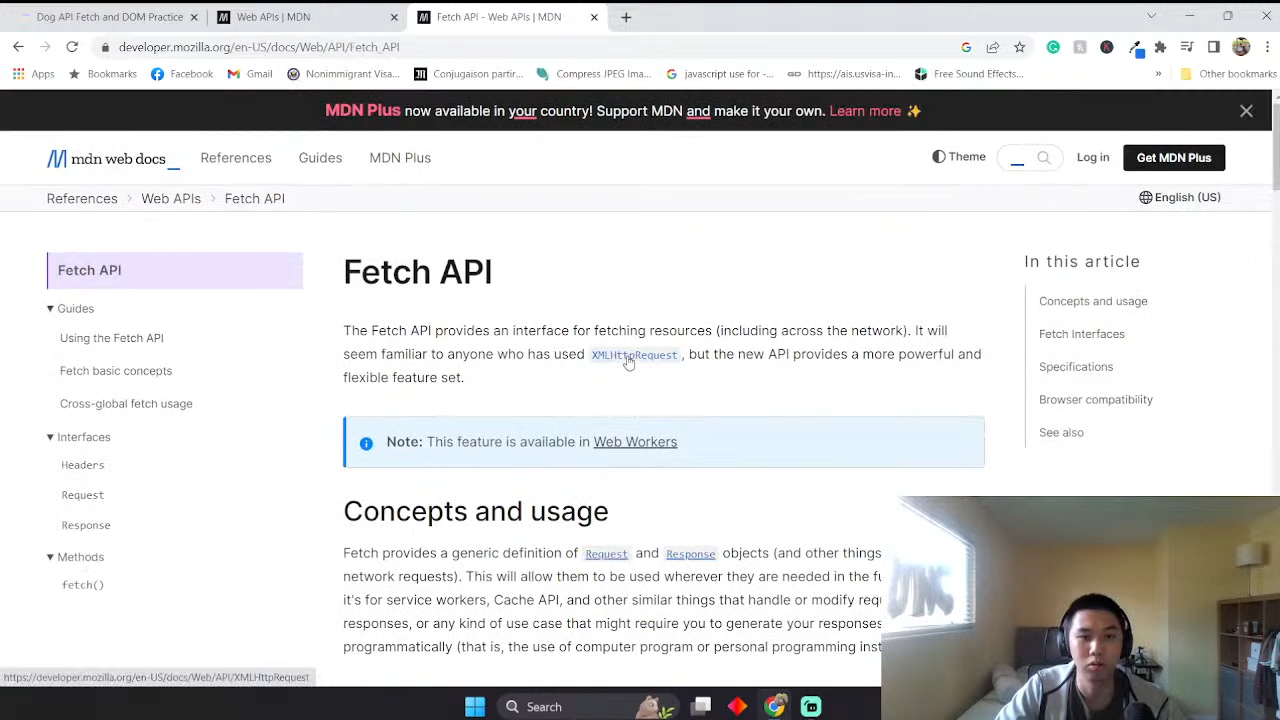 Dog API Fetch and DOM Practice
Web APIs | MDN
Fetch API - Web APIs | MDN
developer.mozilla.org/en-US/docs/Web/API/Fetch_API
Apps
Bookmarks
Facebook
Gmail
Nonimmigrant Visa...
Conjugaison partir...
Compress JPEG Ima...
javascript use for -...
https://ais.usvisa-in...
Free Sound Effects...
»
Other bookmarks
MDN Plus now available in your country! Support MDN and make it your own. Learn more ✨
mdn web docs_
References
Guides
MDN Plus
Theme
Log in
Get MDN Plus
References > Web APIs > Fetch API
English (US)
Fetch API
Guides
Using the Fetch API
Fetch basic concepts
Cross-global fetch usage
Interfaces
Headers
Request
Response
Methods
fetch()
Fetch API
The Fetch API provides an interface for fetching resources (including across the network). It will
seem familiar to anyone who has used XMLHttpRequest, but the new API provides a more powerful and
flexible feature set.
Note: This feature is available in Web Workers
Concepts and usage
Fetch provides a generic definition of Request and Response objects (and other things
network requests). This will allow them to be used wherever they are needed in the fu
it's for service workers, Cache API, and other similar things that handle or modify requ
responses, or any kind of use case that might require you to generate your responses
programmatically (that is, the use of computer program or personal programming inst
In this article
Concepts and usage
Fetch Interfaces
Specifications
Browser compatibility
See also
https://developer.mozilla.org/en-US/docs/Web/API/XMLHttpRequest
Search